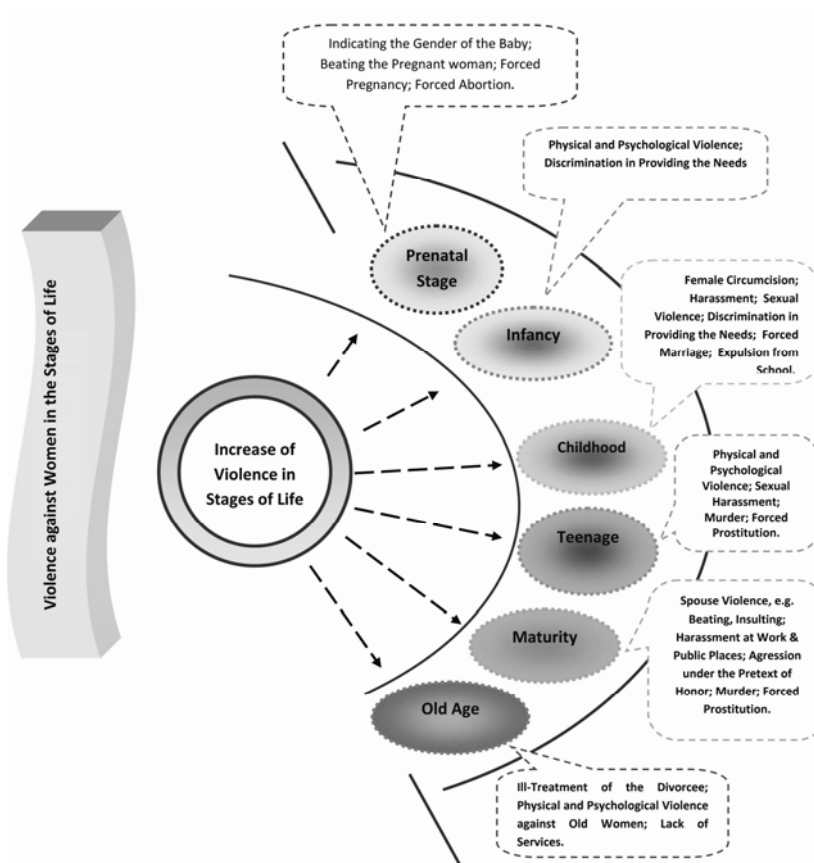 Indicating the Gender of the Baby;
Beating the Pregnant woman; Forced
Pregnancy; Forced Abortion.
Physical and Psychological Violence;
Discrimination in Providing the Needs
Prenatal
Stage
Female Circumcision;
Harassment; Sexual
Violence; Discrimination in
Providing the Needs; Forced
Marriage; Expulsion from
School.
Infancy
Violence against Women in the Stages of Life
Increase of
Violence in
Stages of Life
Childhood
Physical and
Psychological
Violence; Sexual
Harassment;
Murder; Forced
Prostitution.
Teenage
Spouse Violence, e.g.
Beating, Insulting;
Harassment at Work &
Public Places; Agression
under the Pretext of
Honor; Murder; Forced
Prostitution.
Maturity
Old Age
Ill-Treatment of the Divorcee;
Physical and Psychological Violence
against Old Women; Lack of
Services.